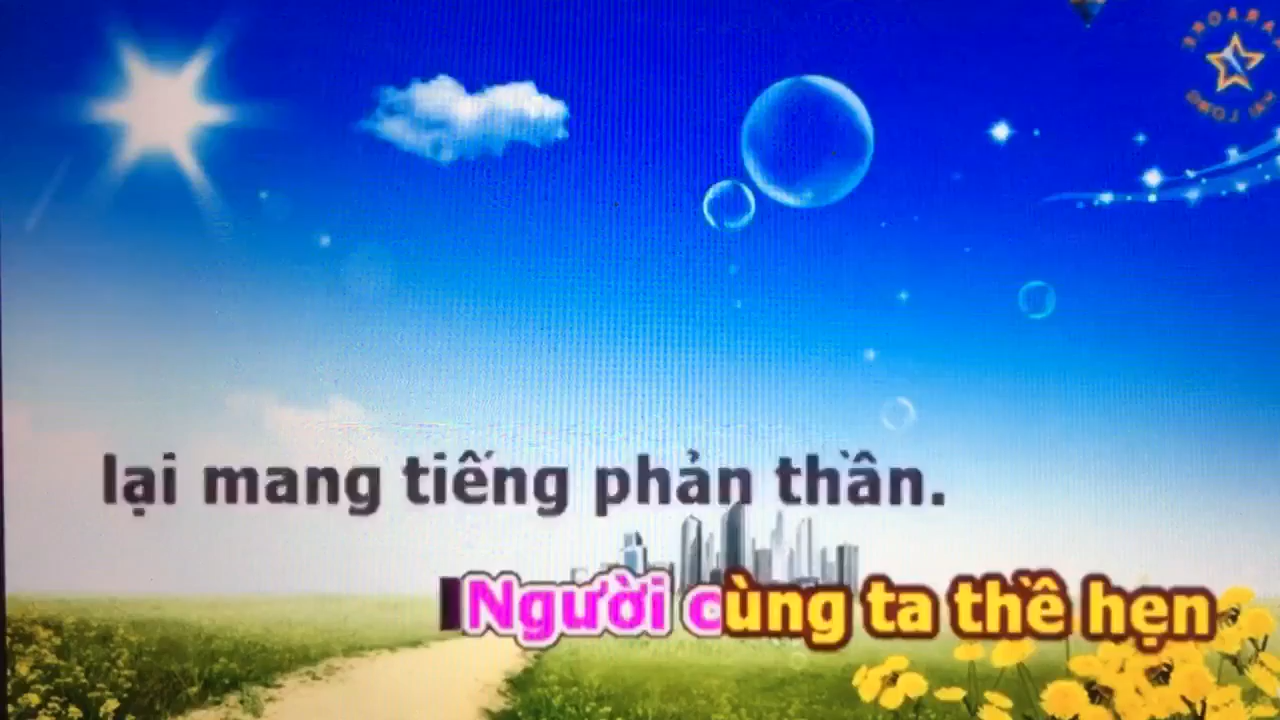 lại mang tiếng phản thần.
Người cùng ta thề hẹn